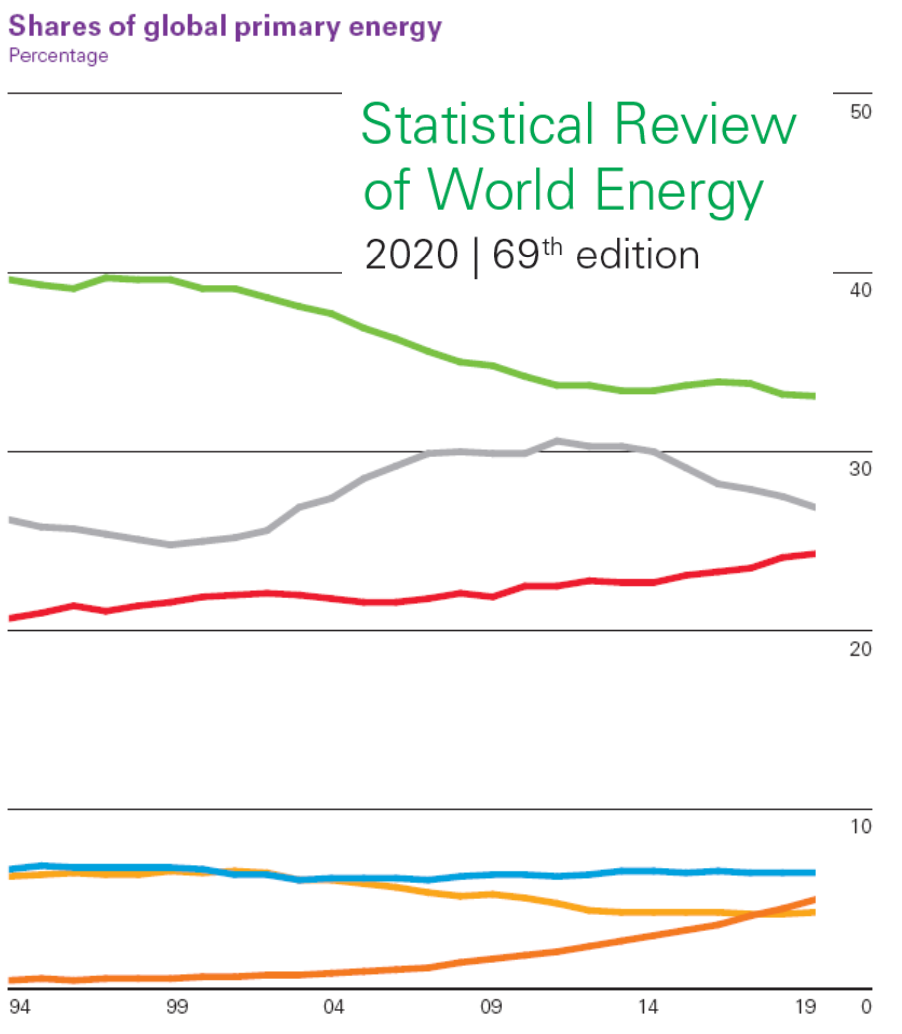 Shares of global primary energy
Percentage
Statistical Review
of World Energy
2020 | 69th edition
50
40
30
20
10
94 99 04 09 14 19 0